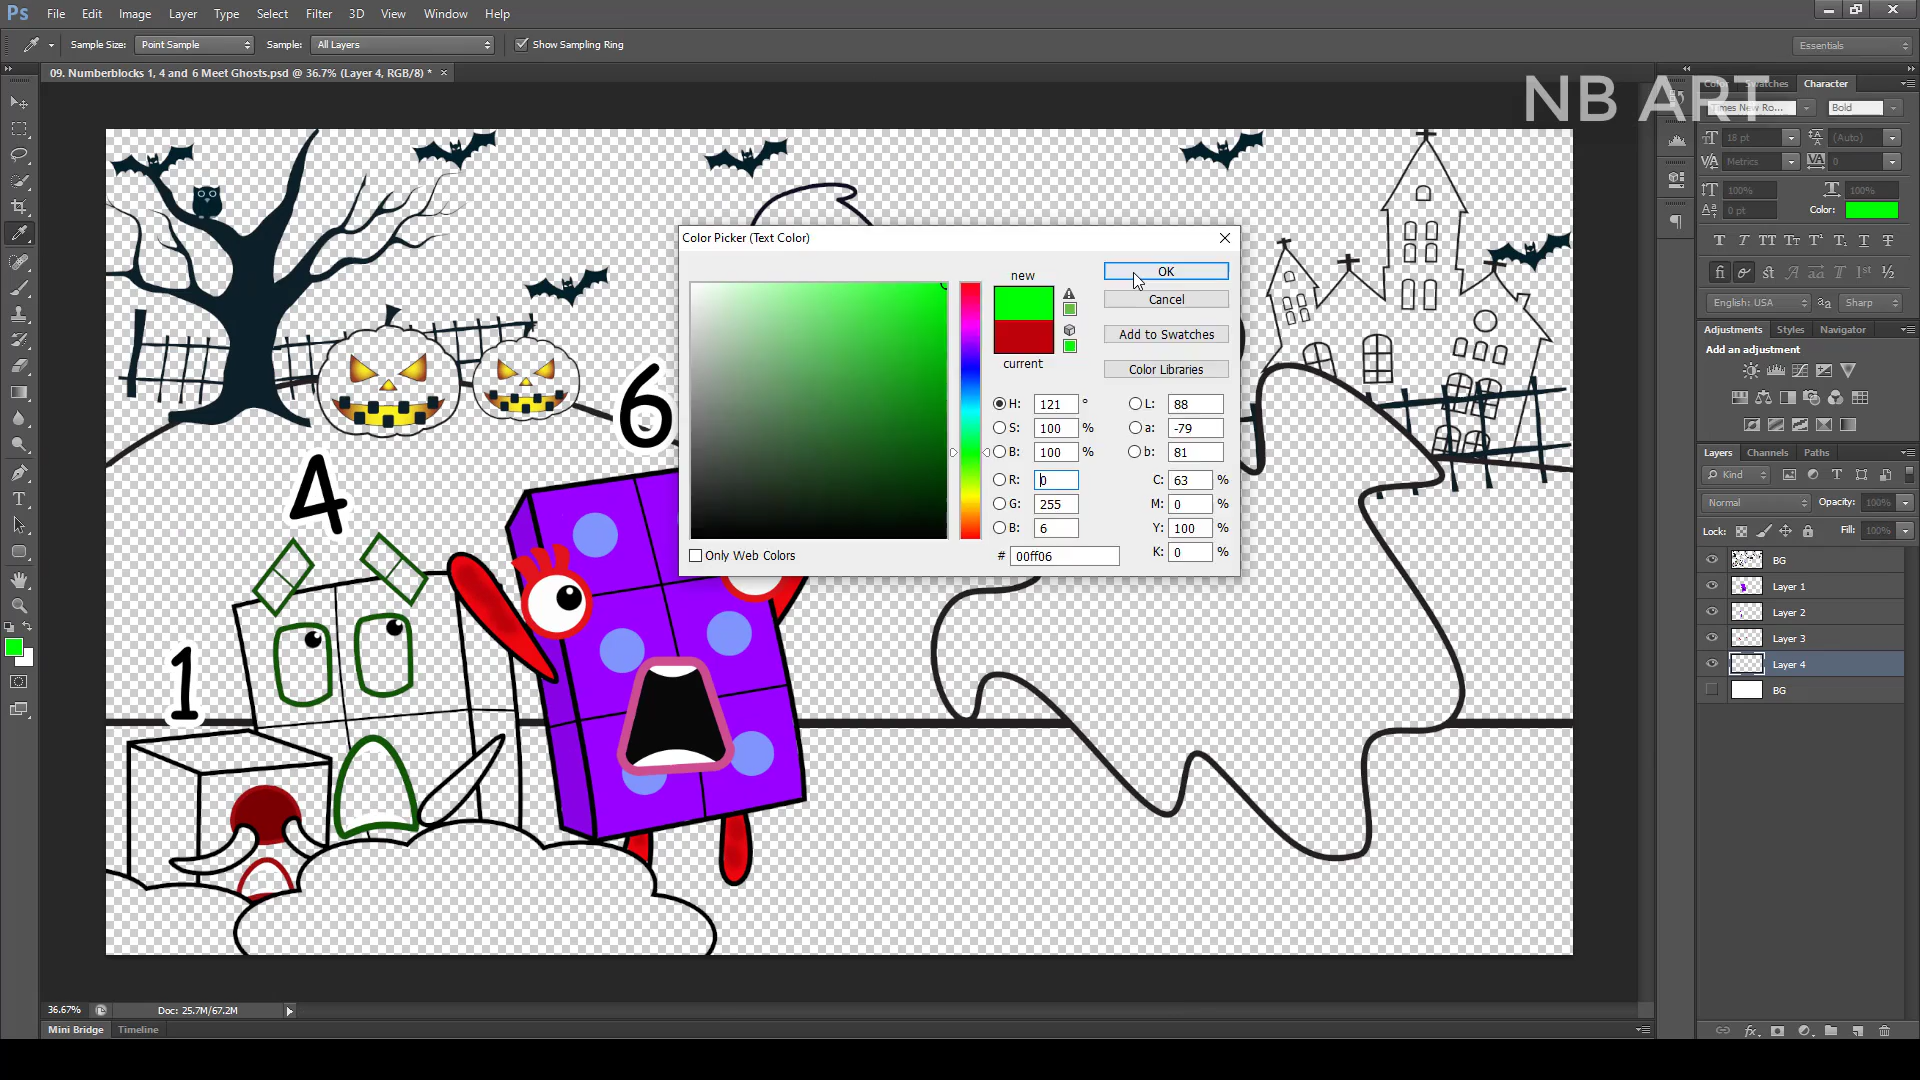 Ps File Edit Image Layer Type Select Filter 3D View Window Help
Sample Size: Point Sample Sample: All Layers Show Sampling Ring Essentials
09. Numberblocks 1, 4 and 6 Meet Ghosts.psd @ 36.7% (Layer 4, RGB/8) * ×
NB ART
Color Swatches Character
Times New Ro... Bold
18 pt (Auto)
Metrics 0
100% 100%
0 pt Color:
English: USA Sharp
Adjustments Styles Navigator
Add an adjustment
Layers Channels Paths
Kind
Normal Opacity: 100%
Lock: Fill: 100%
BG
Layer 1
Layer 2
Layer 3
Layer 4
BG
Color Picker (Text Color)
new
current
OK
Cancel
Add to Swatches
Color Libraries
H: 121 ° L: 88
S: 100 % a: -79
B: 100 % b: 81
R: 0 C: 63 %
G: 255 M: 0 %
B: 6 Y: 100 %
# 00ff06 K: 0 %
Only Web Colors
6
4
1
36.67% Doc: 25.7M/67.2M
Mini Bridge Timeline